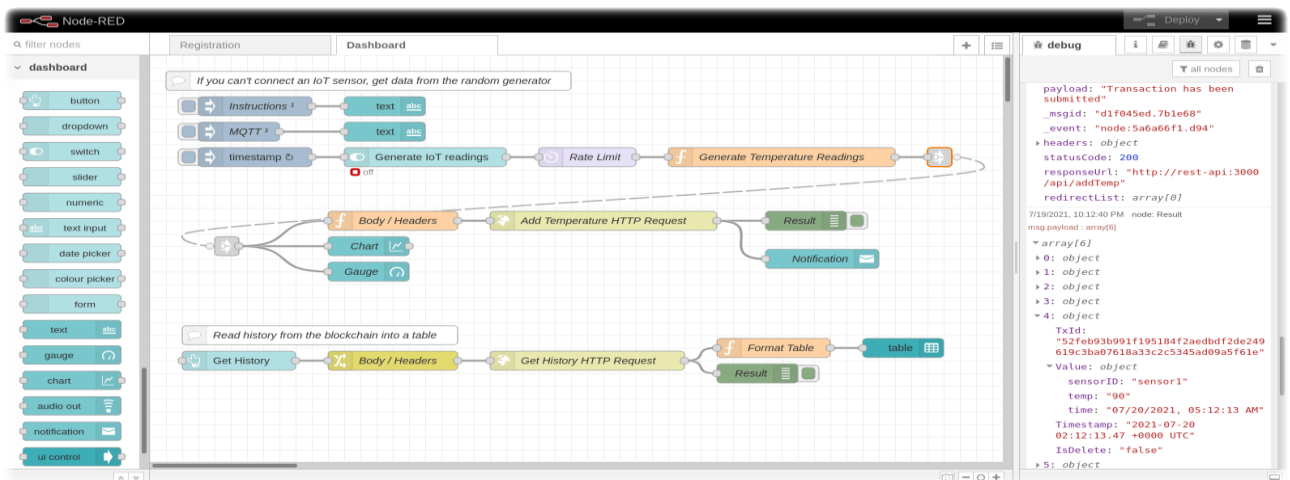 Node-RED
Deploy
filter nodes
Registration
Dashboard
debug
i
dashboard
all nodes
button
dropdown
switch
slider
numeric
text input
abc
date picker
colour picker
form
text
abc
gauge
chart
audio out
notification
ui control
If you can't connect an IoT sensor, get data from the random generator
Instructions ¹
text
abc
MQTT ¹
text
abc
timestamp ↻
Generate IoT readings
Rate Limit
Generate Temperature Readings
off
Body / Headers
Add Temperature HTTP Request
Result
Chart
Notification
Gauge
Read history from the blockchain into a table
Get History
Body / Headers
Get History HTTP Request
Format Table
table
Result
payload: "Transaction has been
submitted"
_msgid: "d1f045ed.7b1e68"
_event: "node:5a6a66f1.d94"
headers: object
statusCode: 200
responseUrl: "http://rest-api:3000
/api/addTemp"
redirectList: array[0]
7/19/2021, 10:12:40 PM node: Result
msg.payload : array[6]
array[6]
0: object
1: object
2: object
3: object
4: object
TxId:
"52feb93b991f195184f2aedbdf2de249
619c3ba07618a33c2c5345ad09a5f61e"
Value: object
sensorID: "sensor1"
temp: "90"
time: "07/20/2021, 05:12:13 AM"
Timestamp: "2021-07-20
02:12:13.47 +0000 UTC"
IsDelete: "false"
5: object